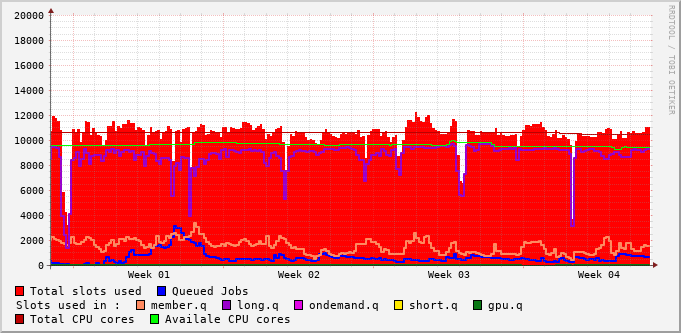 20000
18000
16000
14000
12000
10000
8000
6000
4000
2000
0
Week 01 Week 02 Week 03 Week 04
Total slots used Queued Jobs
Slots used in : member.q long.q ondemand.q short.q gpu.q
Total CPU cores Availale CPU cores
RRDTOOL / TOBI OETIKER